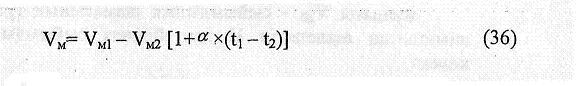 Vм= Vм1 – Vм2 [1+α×(t1 – t2)] (36)